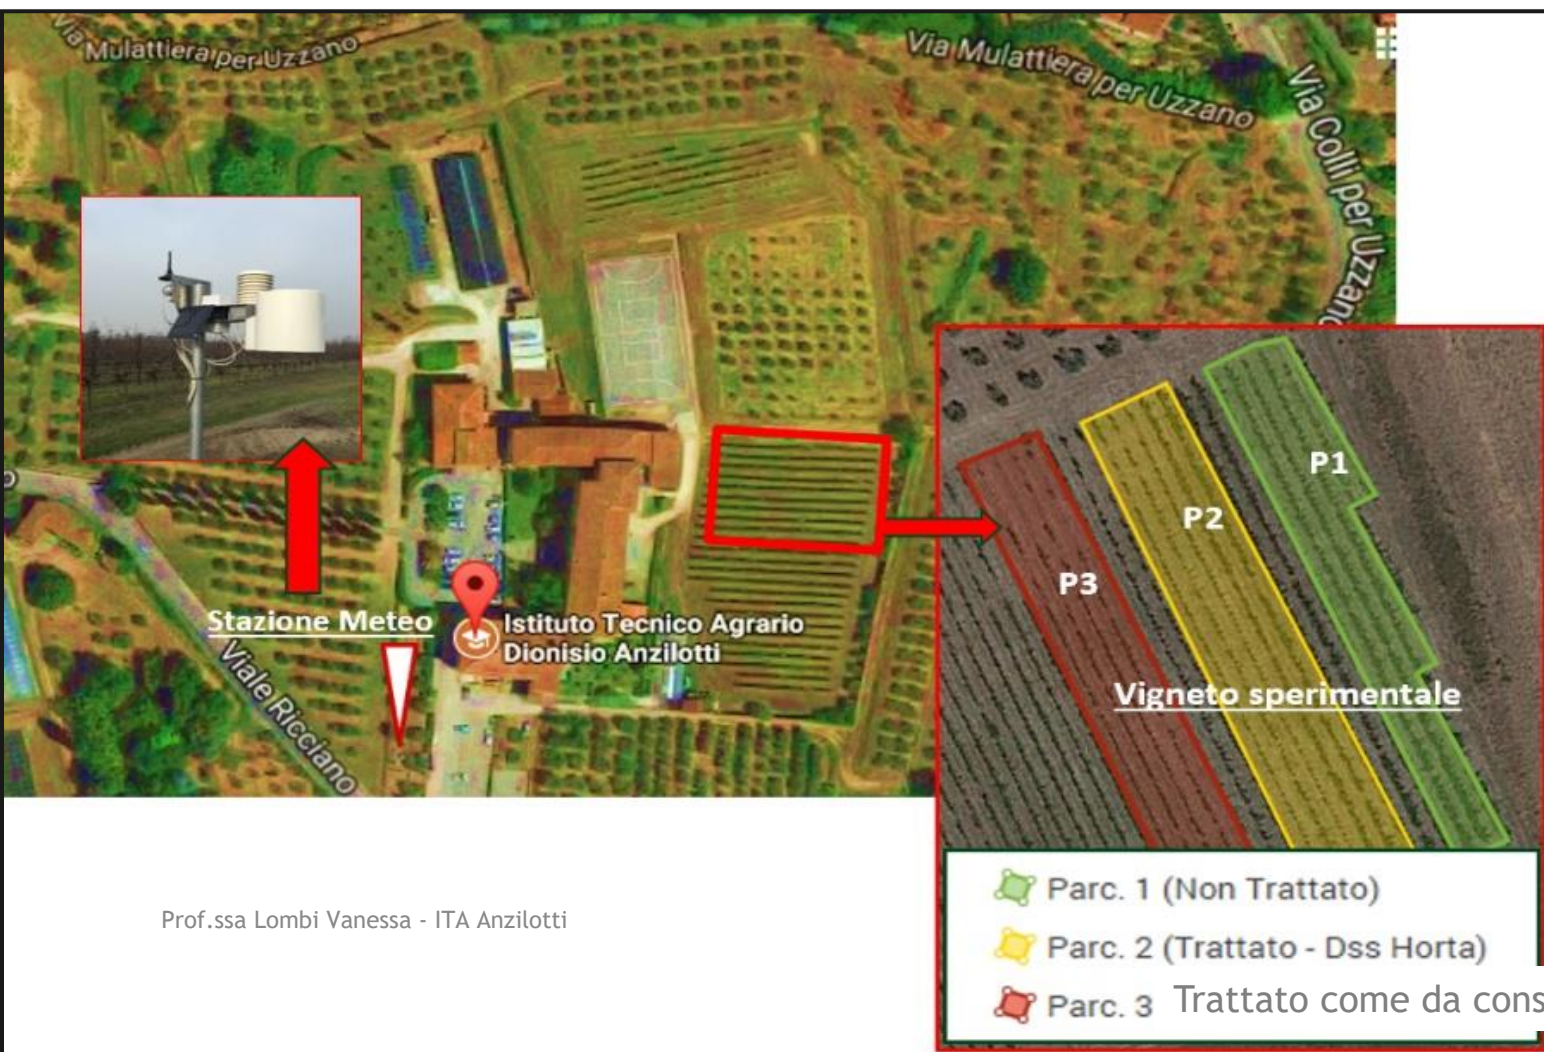 Via Mulattiera per Uzzano
Via Mulattiera per Uzzano
Via Colli per Uzzano
Stazione Meteo
Istituto Tecnico Agrario
Dionisio Anzilotti
Viale Ricciano
P1
P2
P3
Vigneto sperimentale
Parc. 1 (Non Trattato)
Parc. 2 (Trattato - Dss Horta)
Parc. 3 Trattato come da cons
Prof.ssa Lombi Vanessa - ITA Anzilotti